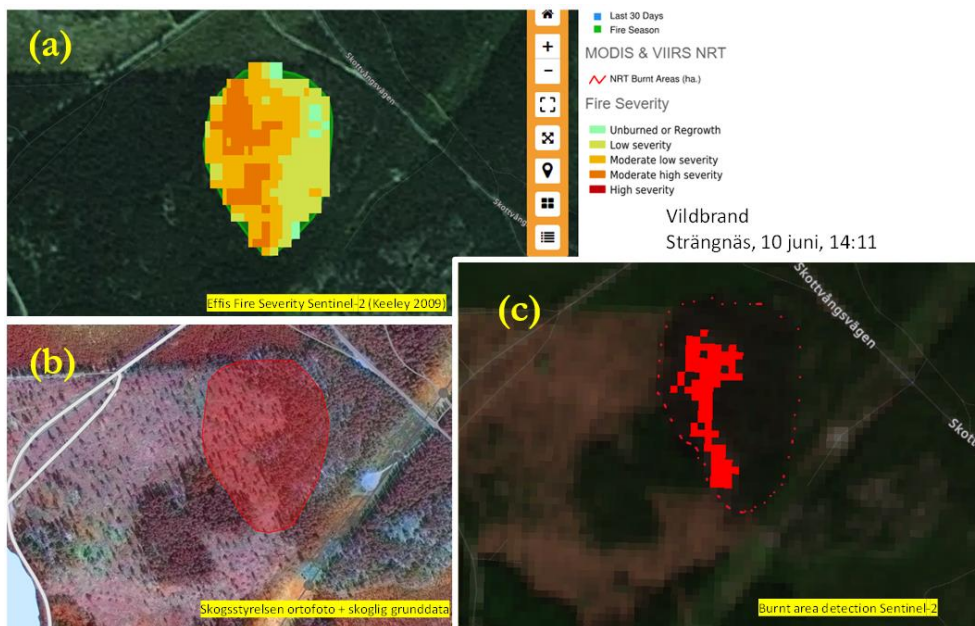 (a)
Skottvångsvägen
Skottvång
Effis Fire Severity Sentinel-2 (Keeley 2009)
+
−
Last 30 Days
Fire Season
MODIS & VIIRS NRT
NRT Burnt Areas (ha.)
Fire Severity
Unburned or Regrowth
Low severity
Moderate low severity
Moderate high severity
High severity
Vildbrand
Strängnäs, 10 juni, 14:11
(b)
Skogsstyrelsen ortofoto + skoglig grunddata
(c)
Skottvångsvägen
Skottv
Burnt area detection Sentinel-2